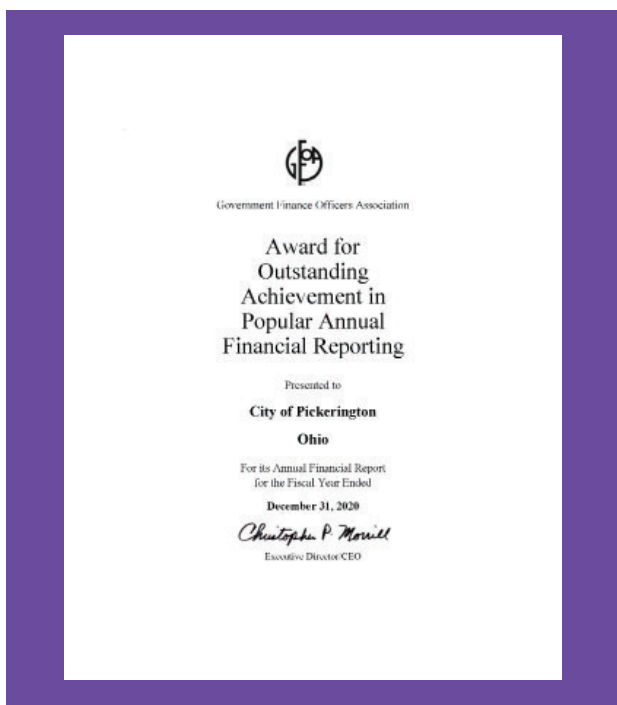 GFOA
Government Finance Officers Association
Award for
Outstanding
Achievement in
Popular Annual
Financial Reporting
Presented to
City of Pickerington
Ohio
For its Annual Financial Report
for the Fiscal Year Ended
December 31, 2020
Christopher P. Morrill
Executive Director/CEO